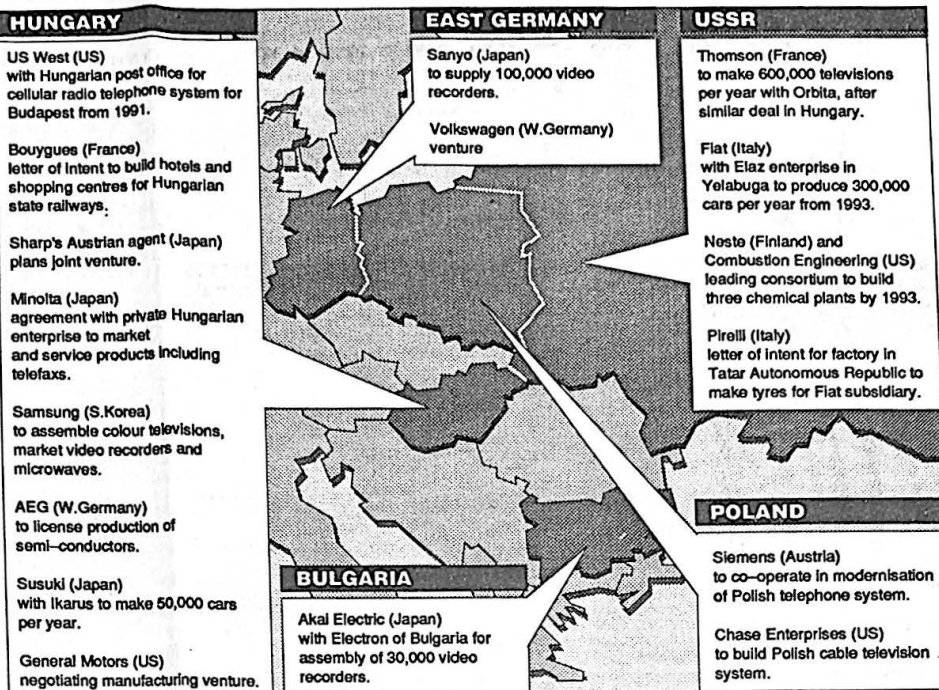 HUNGARY
US West (US)
with Hungarian post office for
cellular radio telephone system for
Budapest from 1991.
Bouygues (France)
letter of intent to build hotels and
shopping centres for Hungarian
state railways.
Sharp's Austrian agent (Japan)
plans joint venture.
Minolta (Japan)
agreement with private Hungarian
enterprise to market
and service products including
telefaxs.
Samsung (S.Korea)
to assemble colour televisions,
market video recorders and
microwaves.
AEG (W.Germany)
to license production of
semi-conductors.
Susuki (Japan)
with Ikarus to make 50,000 cars
per year.
General Motors (US)
negotiating manufacturing venture.
EAST GERMANY
Sanyo (Japan)
to supply 100,000 video
recorders.
Volkswagen (W.Germany)
venture
USSR
Thomson (France)
to make 600,000 televisions
per year with Orbita, after
similar deal in Hungary.
Fiat (Italy)
with Elaz enterprise in
Yelabuga to produce 300,000
cars per year from 1993.
Neste (Finland) and
Combustion Engineering (US)
leading consortium to build
three chemical plants by 1993.
Pirelli (Italy)
letter of intent for factory in
Tatar Autonomous Republic to
make tyres for Fiat subsidiary.
BULGARIA
Akai Electric (Japan)
with Electron of Bulgaria for
assembly of 30,000 video
recorders.
POLAND
Siemens (Austria)
to co-operate in modernisation
of Polish telephone system.
Chase Enterprises (US)
to build Polish cable television
system.